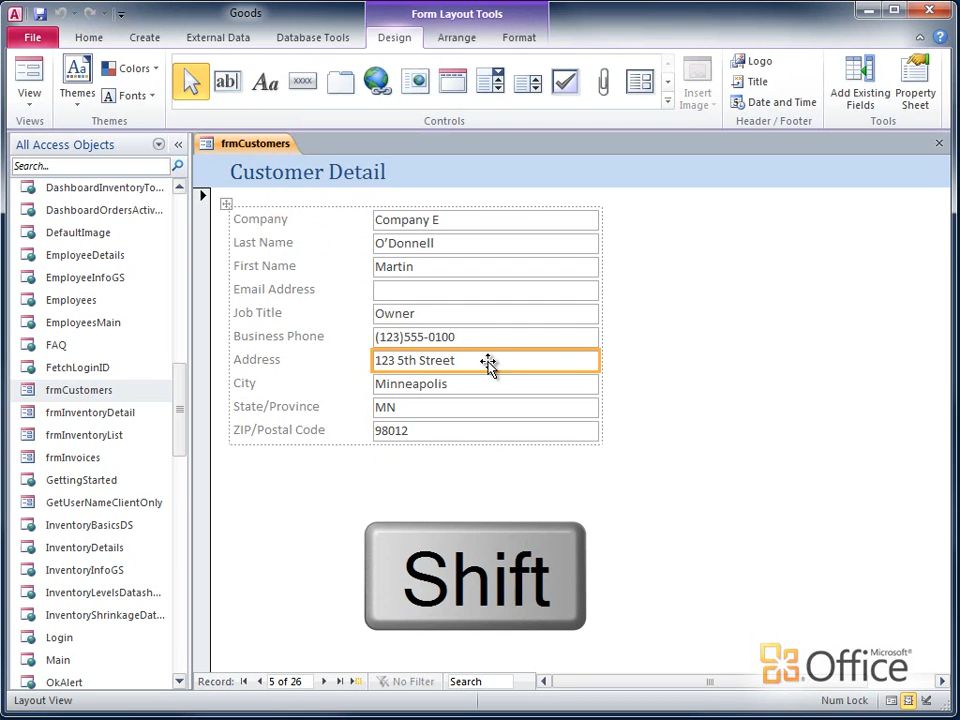 Goods
Form Layout Tools
File
Home
Create
External Data
Database Tools
Design
Arrange
Format
View
Views
Aa
Themes
Colors
Fonts
Themes
ab
Aa
XXXX
Controls
Insert
Image
Logo
Title
Date and Time
Header / Footer
Add Existing
Fields
Property
Sheet
Tools
All Access Objects
Search...
DashboardInventoryTo...
DashboardOrdersActiv...
DefaultImage
EmployeeDetails
EmployeeInfoGS
Employees
EmployeesMain
FAQ
FetchLoginID
frmCustomers
frmInventoryDetail
frmInventoryList
frmInvoices
GettingStarted
GetUserNameClientOnly
InventoryBasicsDS
InventoryDetails
InventoryInfoGS
InventoryLevelsDatash...
InventoryShrinkageDat...
Login
Main
OkAlert
frmCustomers
Customer Detail
Company Company E
Last Name O'Donnell
First Name Martin
Email Address
Job Title Owner
Business Phone (123)555-0100
Address 123 5th Street
City Minneapolis
State/Province MN
ZIP/Postal Code 98012
Shift
Microsoft®
Office
Record: 5 of 26 No Filter Search
Layout View
Num Lock